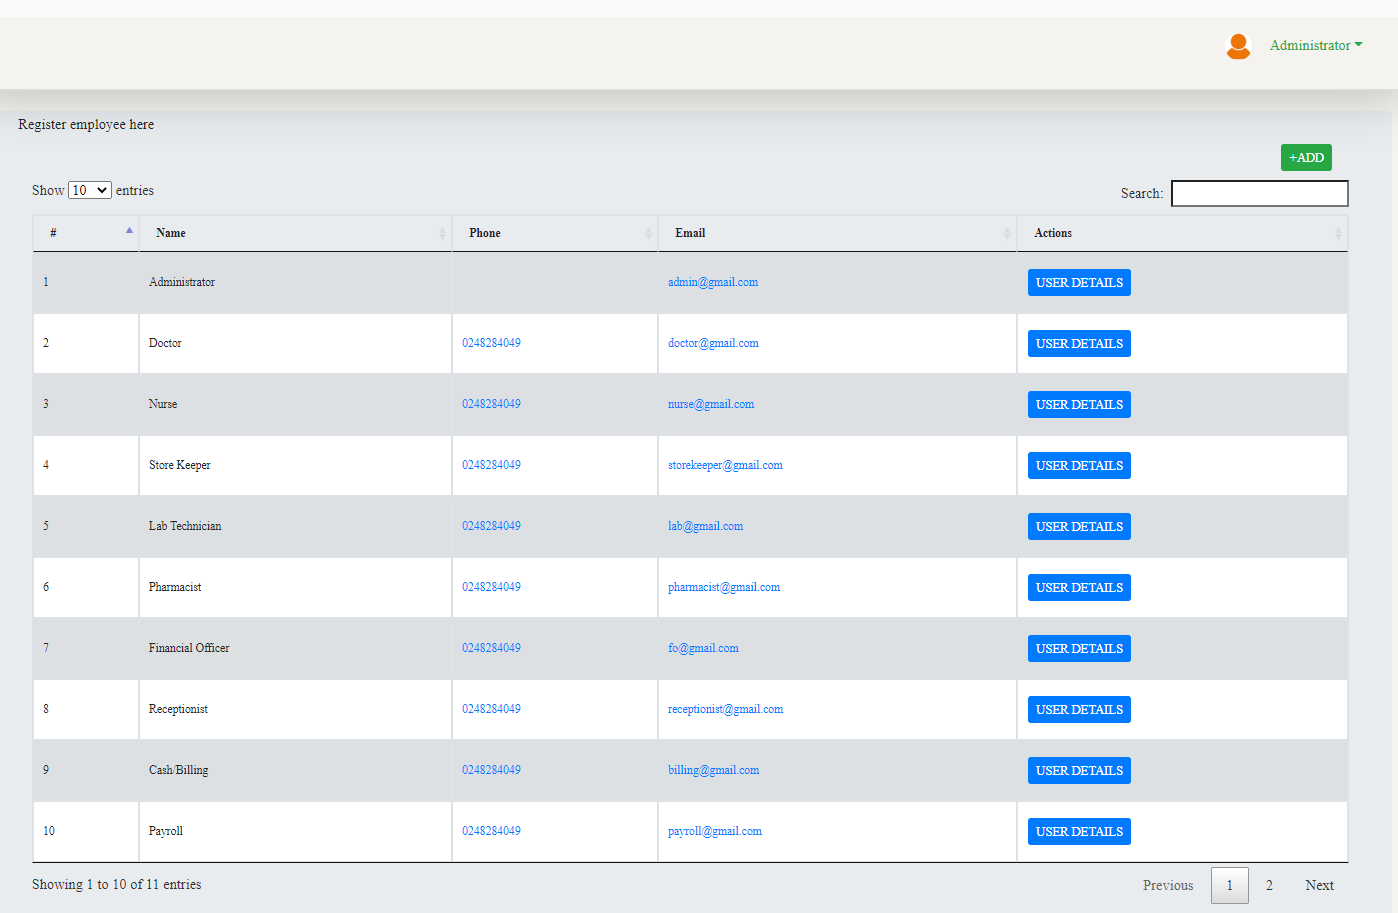 Administrator
Register employee here
+ADD
Show 10 entries
Search:
# Name Phone Email Actions
1 Administrator admin@gmail.com USER DETAILS
2 Doctor 0248284049 doctor@gmail.com USER DETAILS
3 Nurse 0248284049 nurse@gmail.com USER DETAILS
4 Store Keeper 0248284049 storekeeper@gmail.com USER DETAILS
5 Lab Technician 0248284049 lab@gmail.com USER DETAILS
6 Pharmacist 0248284049 pharmacist@gmail.com USER DETAILS
7 Financial Officer 0248284049 fo@gmail.com USER DETAILS
8 Receptionist 0248284049 receptionist@gmail.com USER DETAILS
9 Cash/Billing 0248284049 billing@gmail.com USER DETAILS
10 Payroll 0248284049 payroll@gmail.com USER DETAILS
Showing 1 to 10 of 11 entries
Previous 1 2 Next